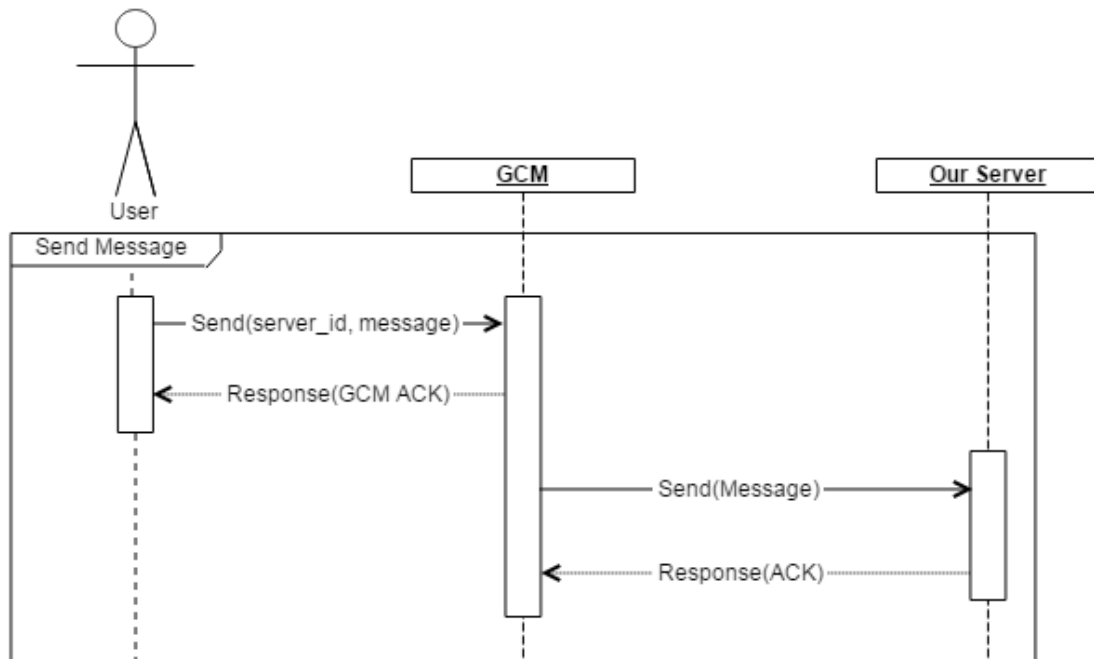 GCM
Our Server
User
Send Message
Send(server_id, message)
Response(GCM ACK)
Send(Message)
Response(ACK)